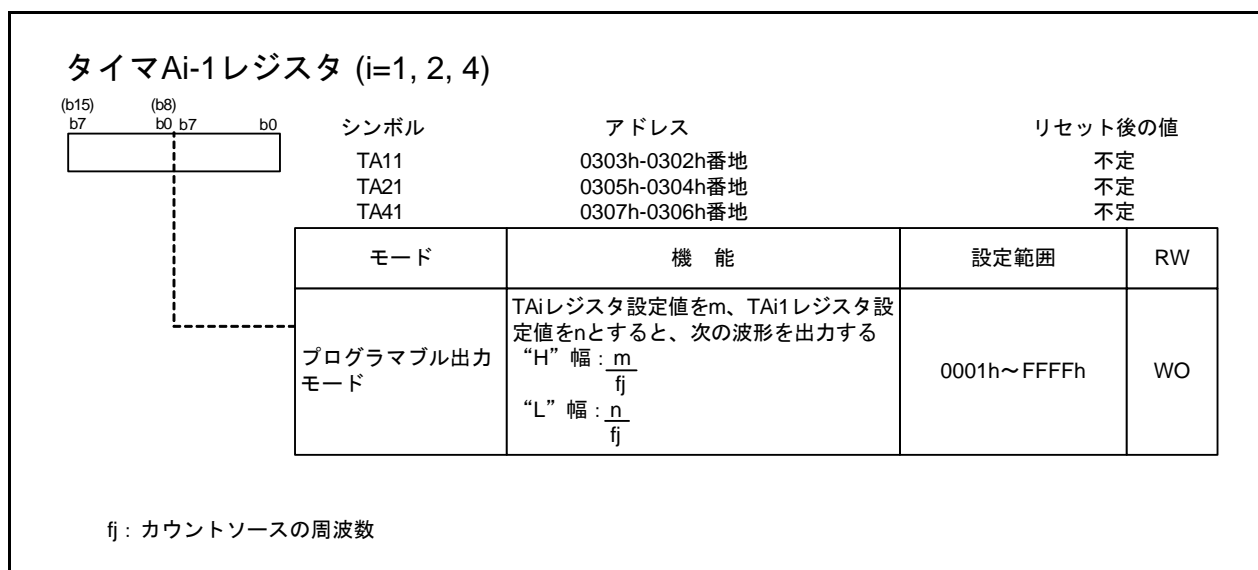 タイマAi-1レジスタ (i=1, 2, 4)
(b15) (b8)
b7 b0 b7 b0
シンボル アドレス リセット後の値
TA11 0303h-0302h番地 不定
TA21 0305h-0304h番地 不定
TA41 0307h-0306h番地 不定
モード 機 能 設定範囲 RW
プログラマブル出力
モード
TAiレジスタ設定値をm、TAi1レジスタ設
定値をnとすると、次の波形を出力する
“H”幅 : m
fj
“L”幅 : n
fj
0001h～FFFFh
WO
fj : カウントソースの周波数